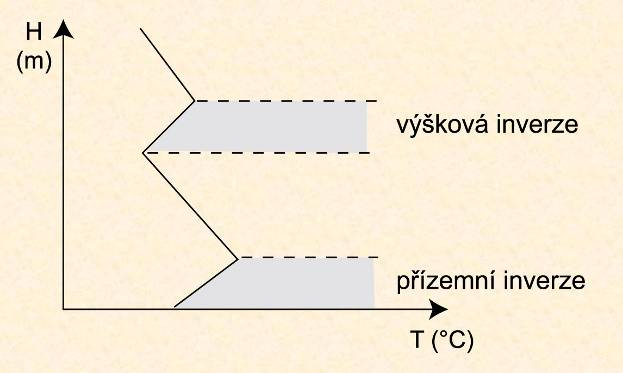 H
(m)
výšková inverze
přízemní inverze
T (°C)